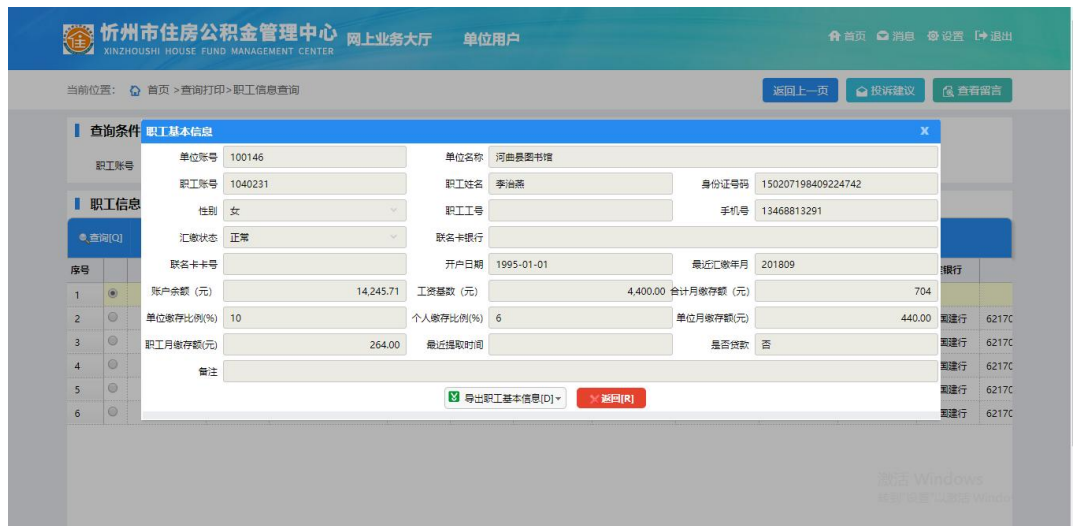 忻州市住房公积金管理中心 网上业务大厅 单位用户 首页 消息 设置 退出
XINZHOUSHI HOUSE FUND MANAGEMENT CENTER
当前位置: 首页 >查询打印>职工信息查询 返回上一页 投诉建议 查看留言
查询条件
职工账号
职工信息
查询[Q]
职工基本信息 X
单位账号 100146 单位名称 河曲县图书馆
职工账号 1040231 职工姓名 李治燕 身份证号码 150207198409224742
性别 女 职工工号 手机号 13468813291
汇缴状态 正常 联名卡银行
联名卡卡号 开户日期 1995-01-01 最近汇缴年月 201809
账户余额（元） 14,245.71 工资基数（元） 4,400.00 合计月缴存额（元） 704
单位缴存比例(%) 10 个人缴存比例(%) 6 单位月缴存额(元) 440.00
职工月缴存额(元) 264.00 最近提取时间 是否贷款 否
备注
导出职工基本信息[D] 返回[R]
序号 银行
1
2 国建行 6217C
3 国建行 6217C
4 国建行 6217C
5 国建行 6217C
6 国建行 6217C
激活 Windows